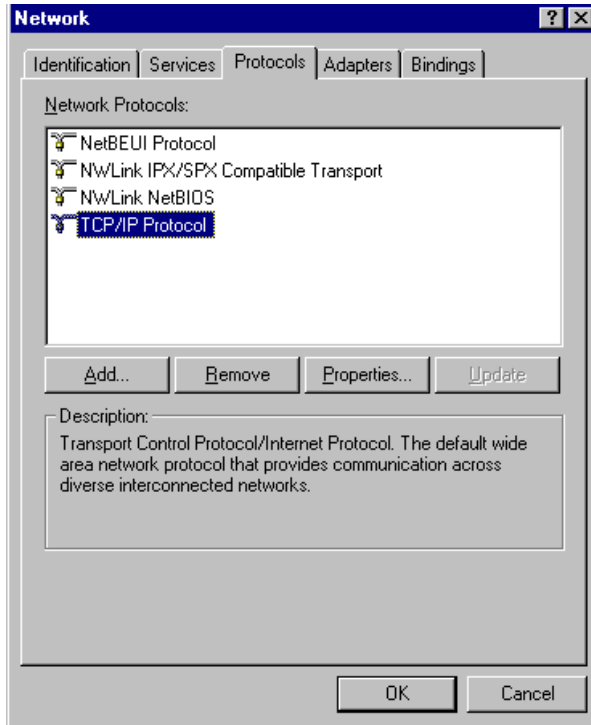 Network
Identification Services Protocols Adapters Bindings
Network Protocols:
NetBEUI Protocol
NWLink IPX/SPX Compatible Transport
NWLink NetBIOS
TCP/IP Protocol
Add... Remove Properties... Update
Description:
Transport Control Protocol/Internet Protocol. The default wide
area network protocol that provides communication across
diverse interconnected networks.
OK Cancel